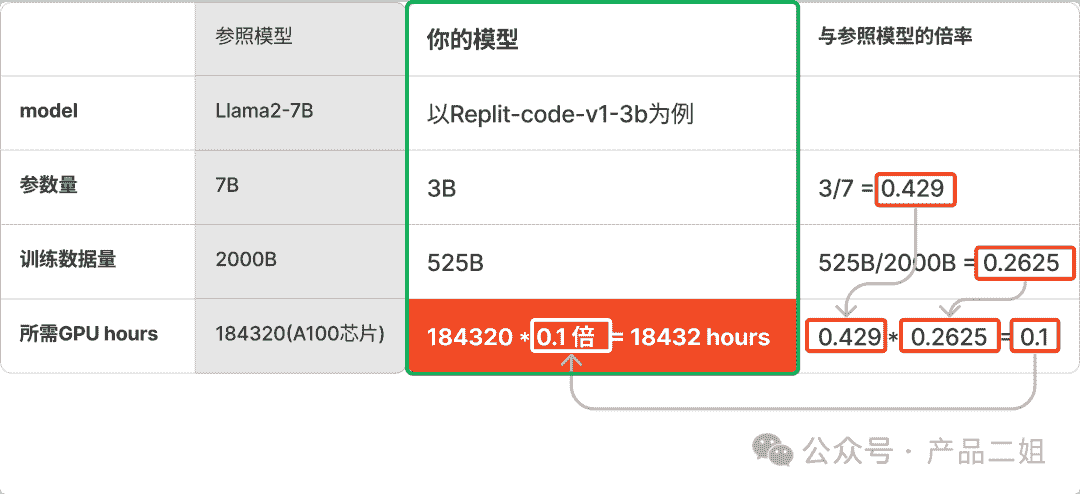 参照模型 你的模型 与参照模型的倍率
model Llama2-7B 以Replit-code-v1-3b为例
参数量 7B 3B 3/7 = 0.429
训练数据量 2000B 525B 525B/2000B = 0.2625
所需GPU hours 184320(A100芯片) 184320 * 0.1 倍 = 18432 hours 0.429 * 0.2625 = 0.1
公众号 · 产品二姐